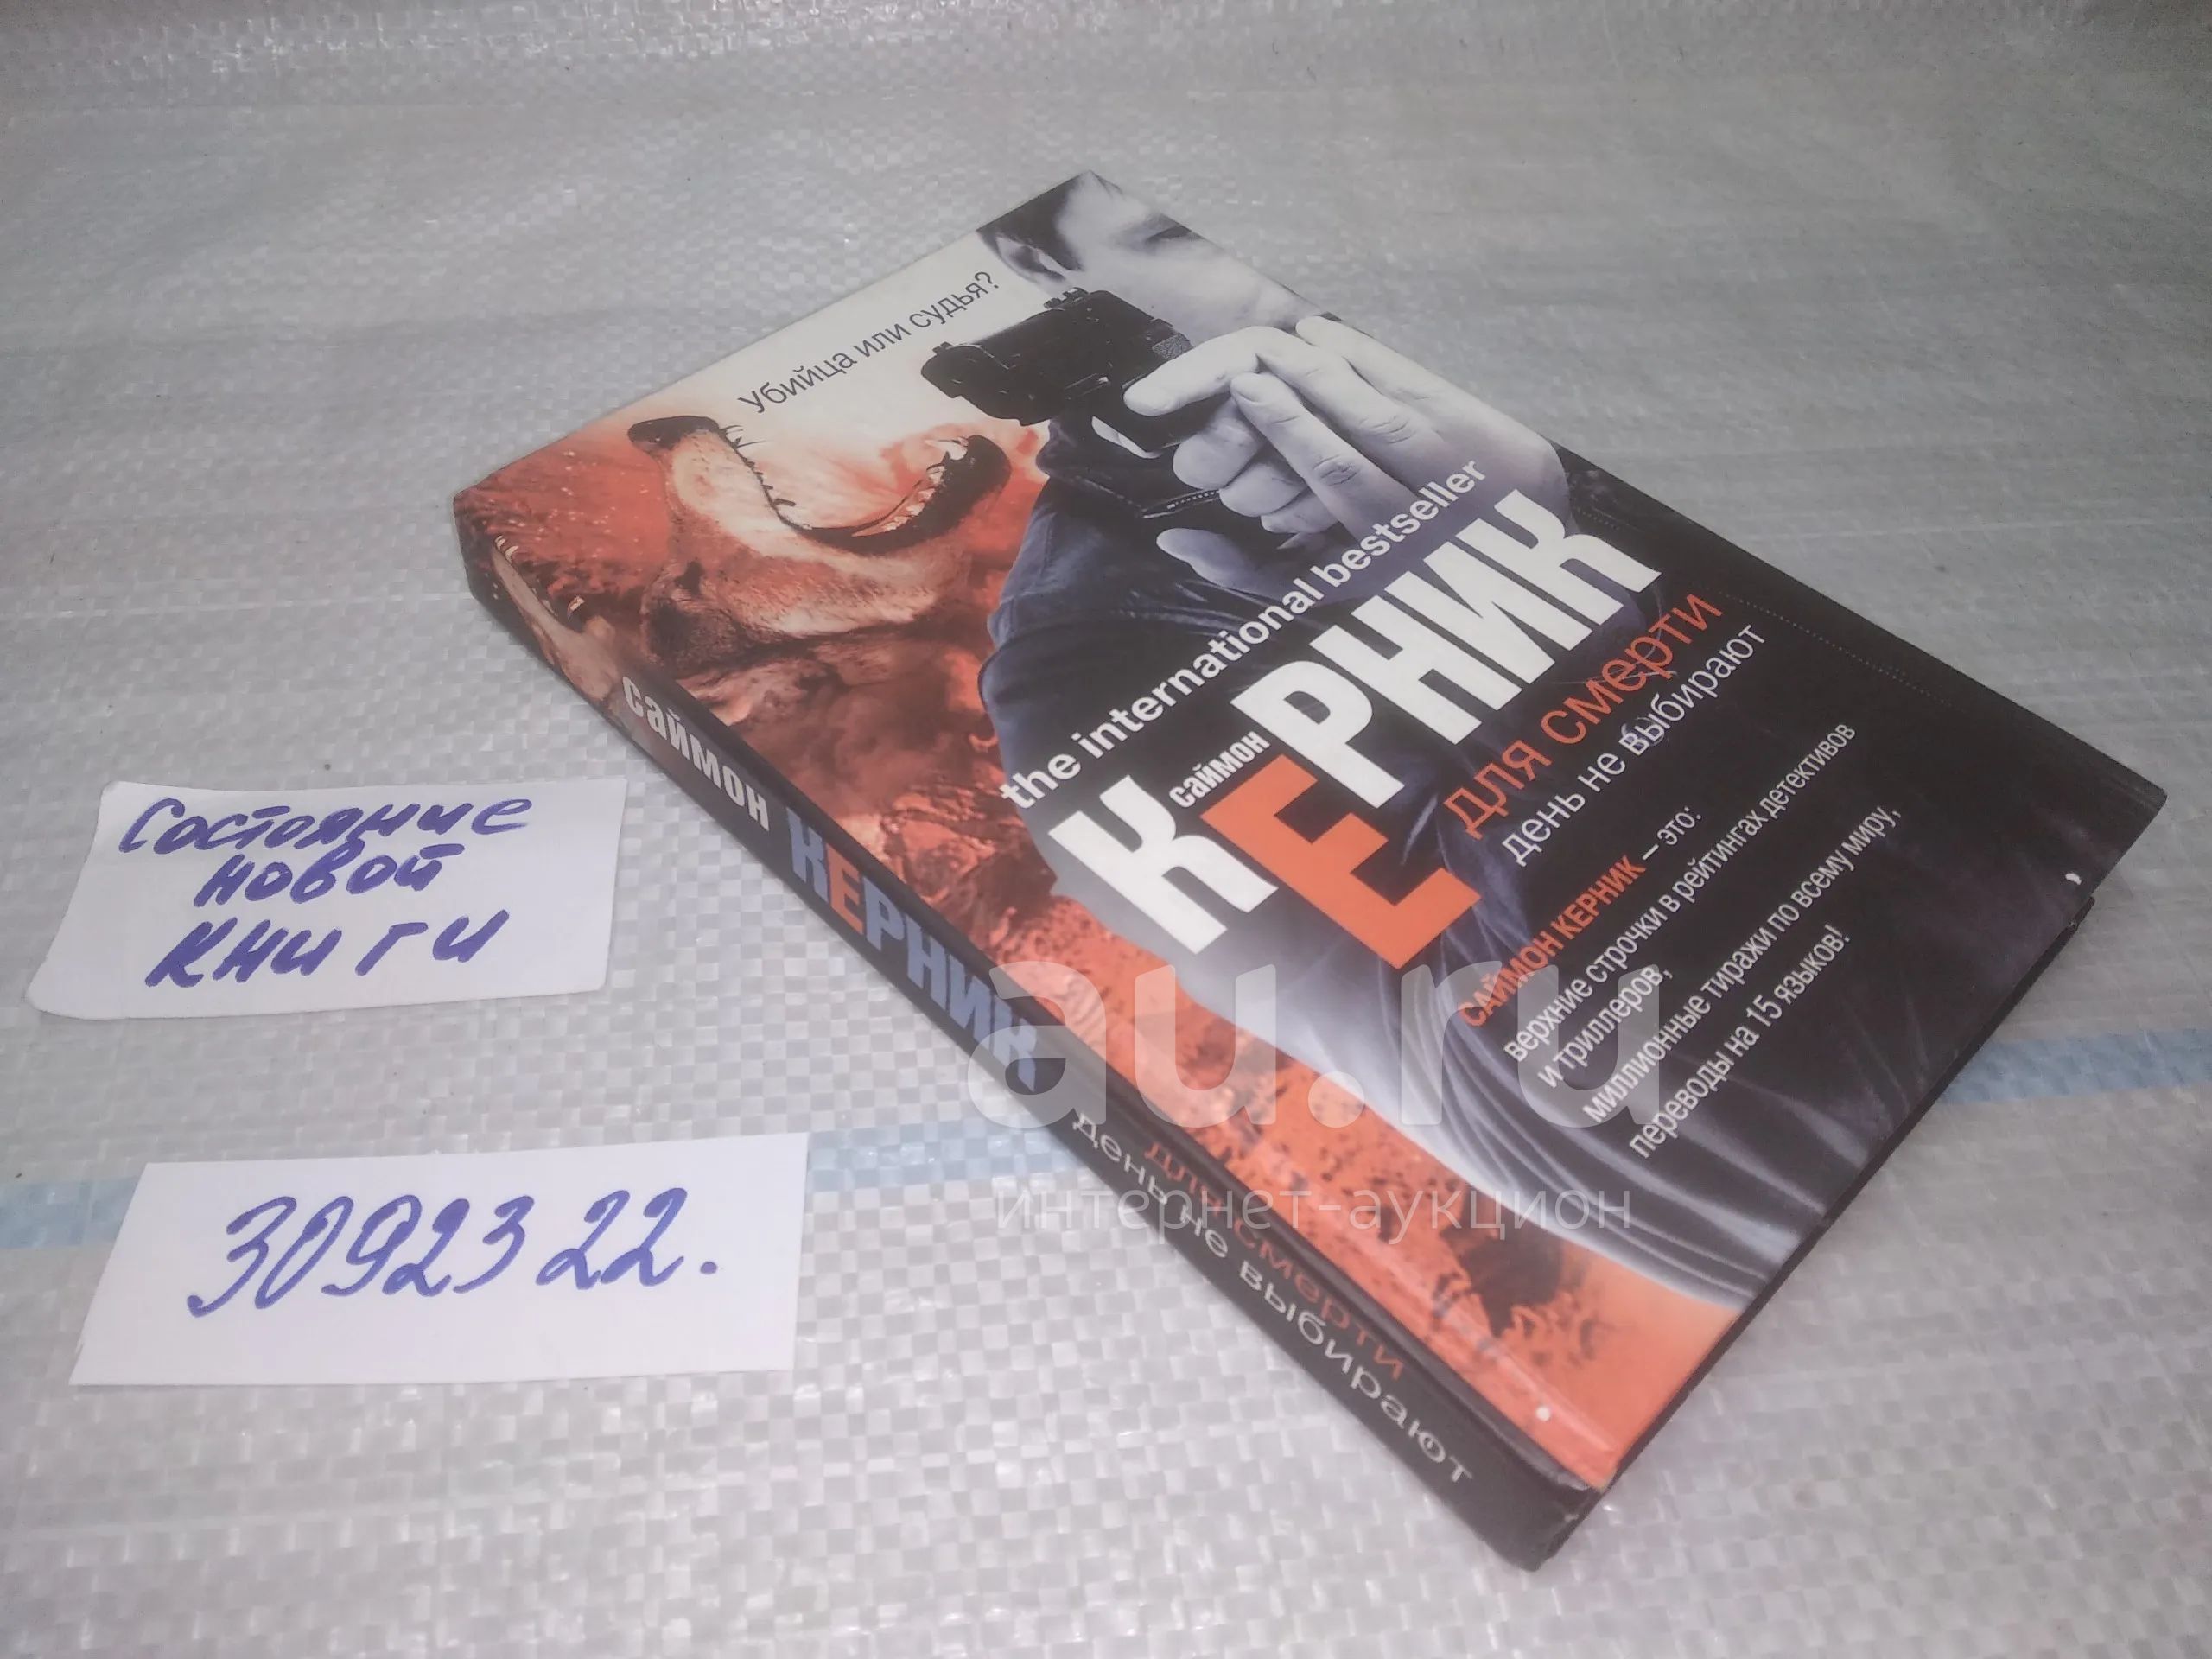 убийца или судья?
the international bestseller
саймон
КЕРНИК
для смерти
день не выбирают
САЙМОН КЕРНИК – это:
верхние строчки в рейтингах детективов
и триллеров,
миллионные тиражи по всему миру,
переводы на 15 языков!
саймон КЕРНИК
для смерти
день не выбирают
Состояние
новой
книги
3092322.
au.ru
интернет-аукцион